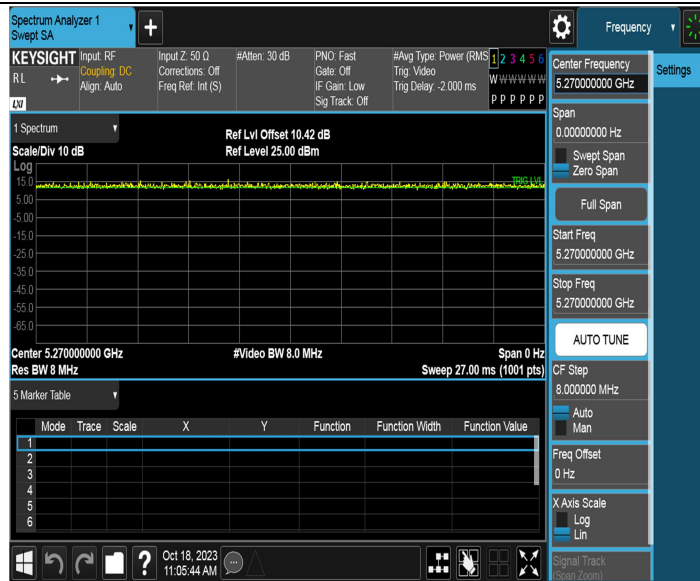 Spectrum Analyzer 1
Swept SA
+
Frequency
KEYSIGHT
RL
LXI
Input: RF
Coupling: DC
Align: Auto
Input Z: 50 Ω
Corrections: Off
Freq Ref: Int (S)
#Atten: 30 dB
PNO: Fast
Gate: Off
IF Gain: Low
Sig Track: Off
#Avg Type: Power (RMS
Trig: Video
Trig Delay: -2.000 ms
1 2 3 4 5 6
W W W W W W
P P P P P P
1 Spectrum
Scale/Div 10 dB
Ref Lvl Offset 10.42 dB
Ref Level 25.00 dBm
Log
15.0
5.00
-5.00
-15.0
-25.0
-35.0
-45.0
-55.0
-65.0
TRIG LVL
Center 5.270000000 GHz
Res BW 8 MHz
#Video BW 8.0 MHz
Span 0 Hz
Sweep 27.00 ms (1001 pts)
5 Marker Table
Mode Trace Scale X Y Function Function Width Function Value
1
2
3
4
5
6
?
Oct 18, 2023
11:05:44 AM
Center Frequency
5.270000000 GHz
Span
0.00000000 Hz
Swept Span
Zero Span
Full Span
Start Freq
5.270000000 GHz
Stop Freq
5.270000000 GHz
AUTO TUNE
CF Step
8.000000 MHz
Auto
Man
Freq Offset
0 Hz
X Axis Scale
Log
Lin
Signal Track
(Span Zoom)
Settings